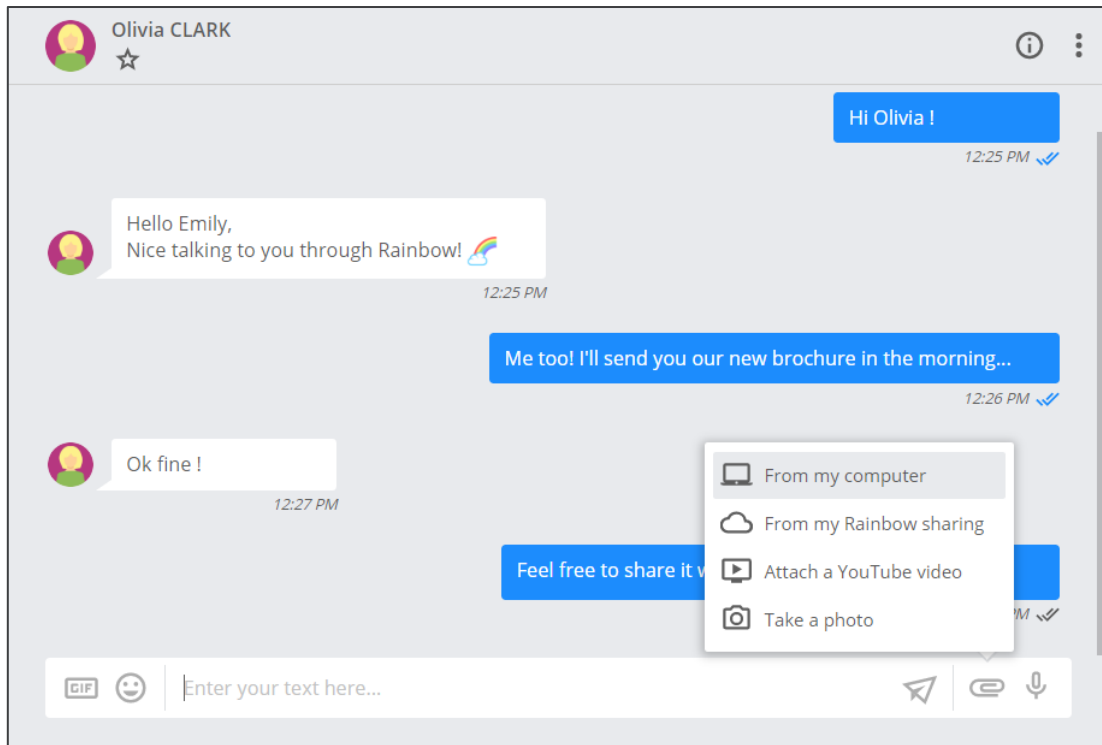 Olivia CLARK
Hi Olivia !
12:25 PM
Hello Emily,
Nice talking to you through Rainbow!
12:25 PM
Me too! I'll send you our new brochure in the morning...
12:26 PM
Ok fine !
12:27 PM
From my computer
From my Rainbow sharing
Attach a YouTube video
Take a photo
Feel free to share it
PM
GIF
Enter your text here...